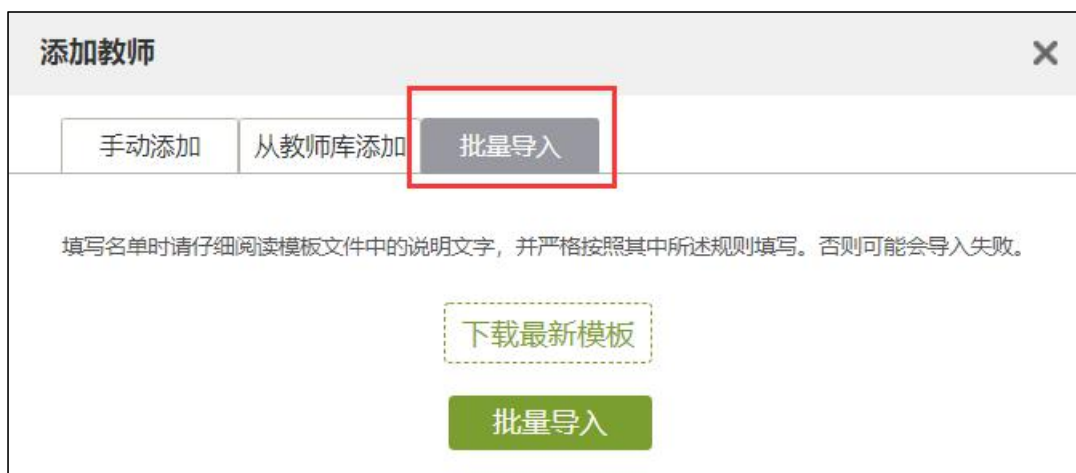 添加教师
手动添加 从教师库添加 批量导入
填写名单时请仔细阅读模板文件中的说明文字，并严格按照其中所述规则填写。否则可能会导入失败。
下载最新模板
批量导入